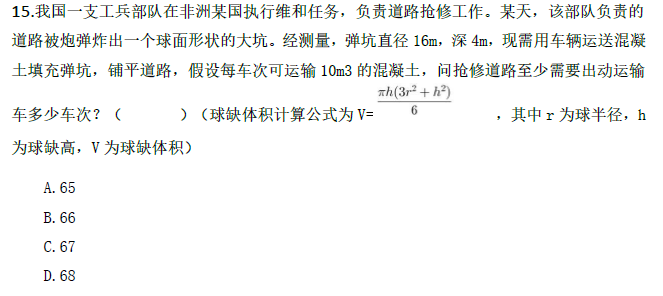 15.我国一支工兵部队在非洲某国执行维和任务，负责道路抢修工作。某天，该部队负责的
道路被炮弹炸出一个球面形状的大坑。经测量，弹坑直径 16m，深 4m，现需用车辆运送混凝
土填充弹坑，铺平道路，假设每车次可运输 10m3 的混凝土，问抢修道路至少需要出动运输
车多少车次？（　　　）（球缺体积计算公式为 V=πh(3r²+h²)/6，其中 r 为球半径，h
为球缺高，V 为球缺体积）
A.65
B.66
C.67
D.68